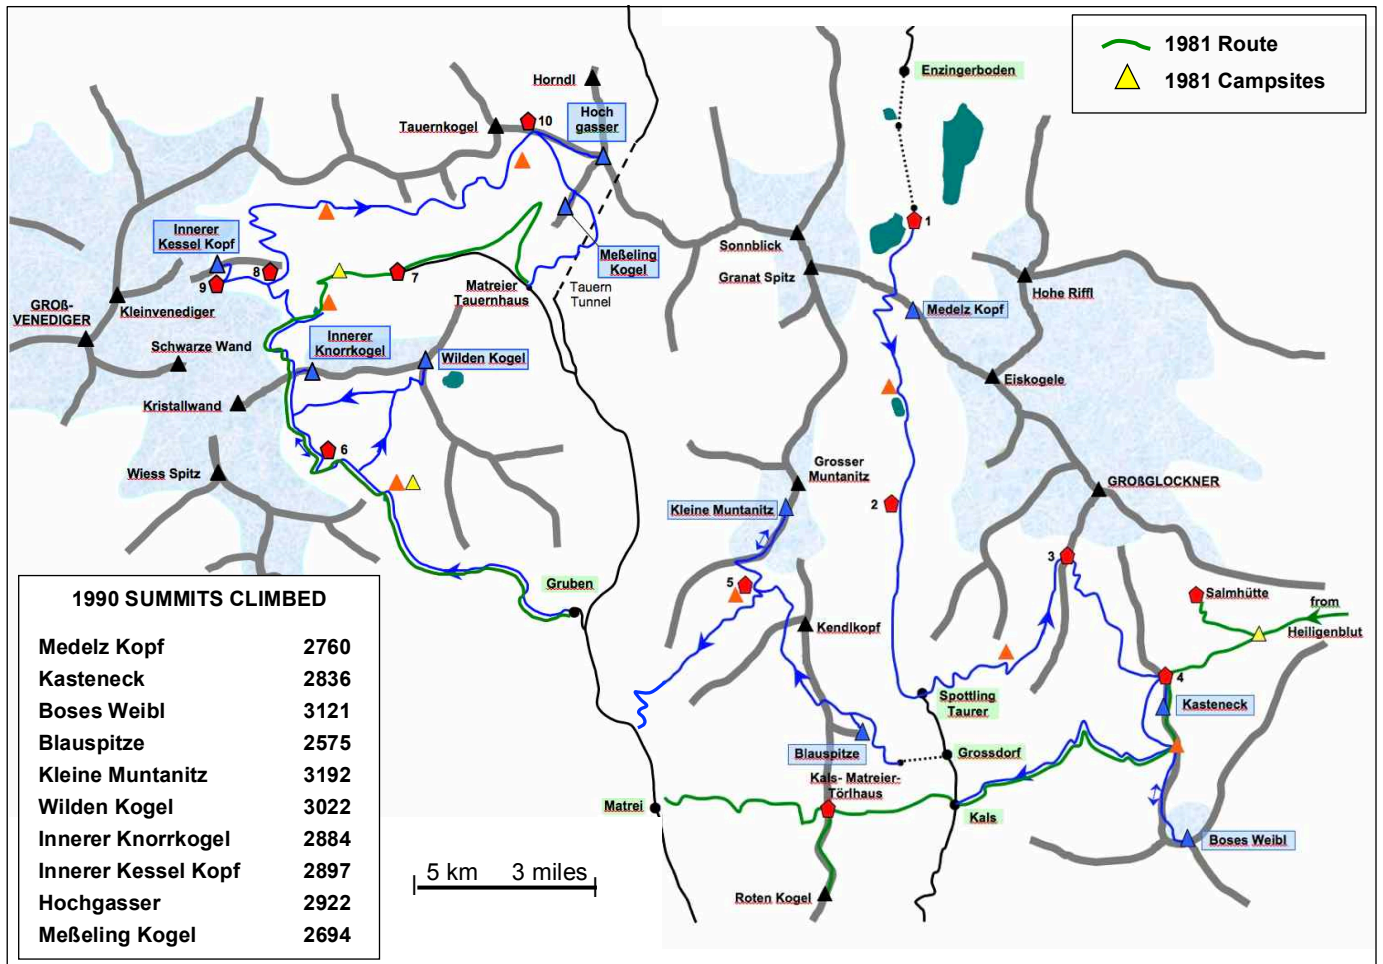 1981 Route
1981 Campsites
Enzingerboden
Horndl
Hoch
gasser
10
Tauernkogel
1
Innerer
Kessel Kopf
Sonnblick
Granat Spitz
Meßeling
Kogel
8
9
7
Matreier
Tauernhaus
Tauern
Tunnel
Hohe Riffl
Medelz Kopf
GROß-
VENEDIGER
Kleinvenediger
Schwarze Wand
Innerer
Knorrkogel
Wilden Kogel
Eiskogele
Kristallwand
6
Wiess Spitz
Grosser
Muntanitz
GROßGLOCKNER
Kleine Muntanitz
2
3
5
Gruben
Salmhütte
from
Heiligenblut
Kendlkopf
4
Spottling
Taurer
Kasteneck
Blauspitze
Grossdorf
Kals- Matreier-
Törlhaus
Matrei
Kals
Boses Weibl
Roten Kogel
5 km 3 miles
1990 SUMMITS CLIMBED
Medelz Kopf 2760
Kasteneck 2836
Boses Weibl 3121
Blauspitze 2575
Kleine Muntanitz 3192
Wilden Kogel 3022
Innerer Knorrkogel 2884
Innerer Kessel Kopf 2897
Hochgasser 2922
Meßeling Kogel 2694